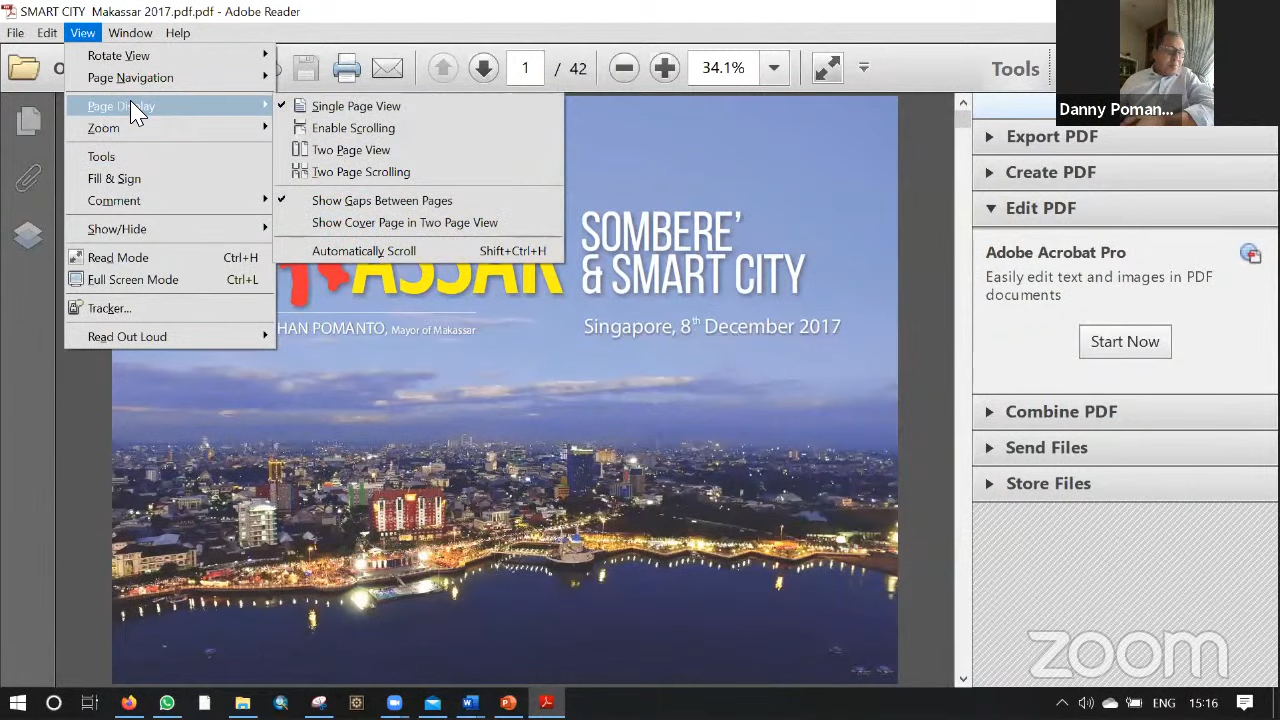 SMART CITY Makassar 2017.pdf.pdf - Adobe Reader
File Edit View Window Help
1 / 42 34.1% Tools
Danny Poman...
Rotate View
Page Navigation
Page Display
Zoom
Tools
Fill & Sign
Comment
Show/Hide
Read Mode Ctrl+H
Full Screen Mode Ctrl+L
Tracker...
Read Out Loud
Single Page View
Enable Scrolling
Two Page View
Two Page Scrolling
Show Gaps Between Pages
Show Cover Page in Two Page View
Automatically Scroll Shift+Ctrl+H
SOMBERE'
& SMART CITY
ASSAR
HAN POMANTO, Mayor of Makassar
Singapore, 8th December 2017
Export PDF
Create PDF
Edit PDF
Adobe Acrobat Pro
Easily edit text and images in PDF
documents
Start Now
Combine PDF
Send Files
Store Files
zoom
ENG 15:16